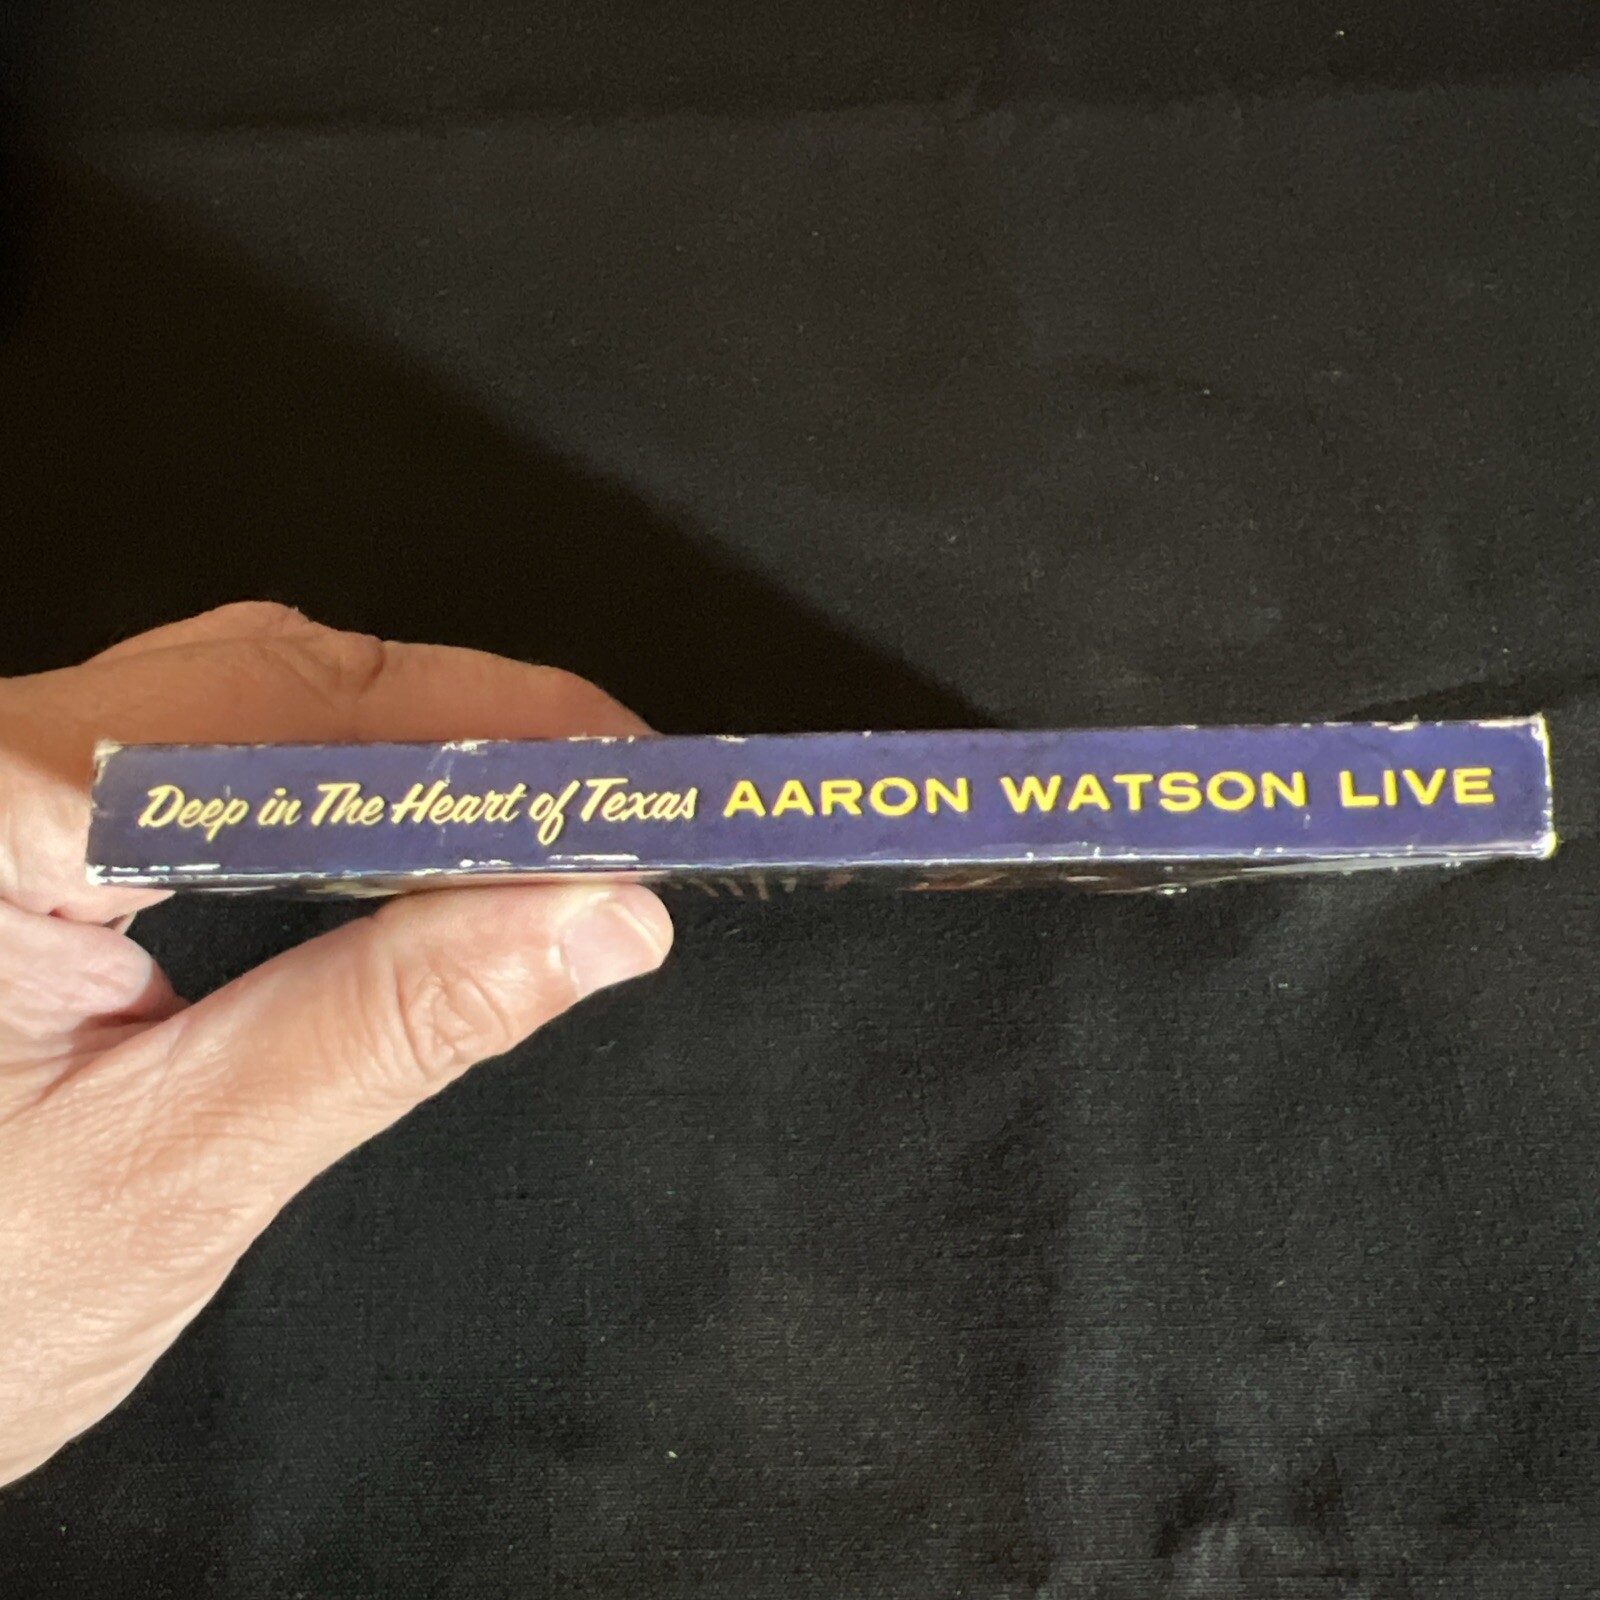 Deep in The Heart of Texas AARON WATSON LIVE